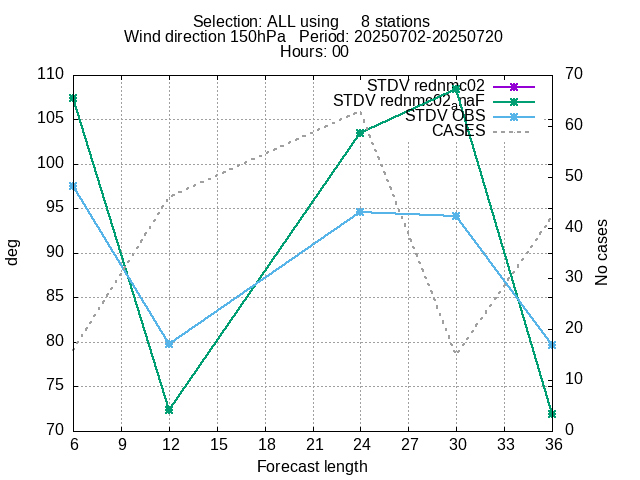 Selection: ALL using     8 stations
Wind direction 150hPa   Period: 20250702-20250720
Hours: 00
110 70
STDV rednmc02
STDV rednmc02anaF
105 60
STDV OBS
CASES
100
50
95
40
deg 90 No cases
30
85
80 20
75 10
70 0
6 9 12 15 18 21 24 27 30 33 36
Forecast length